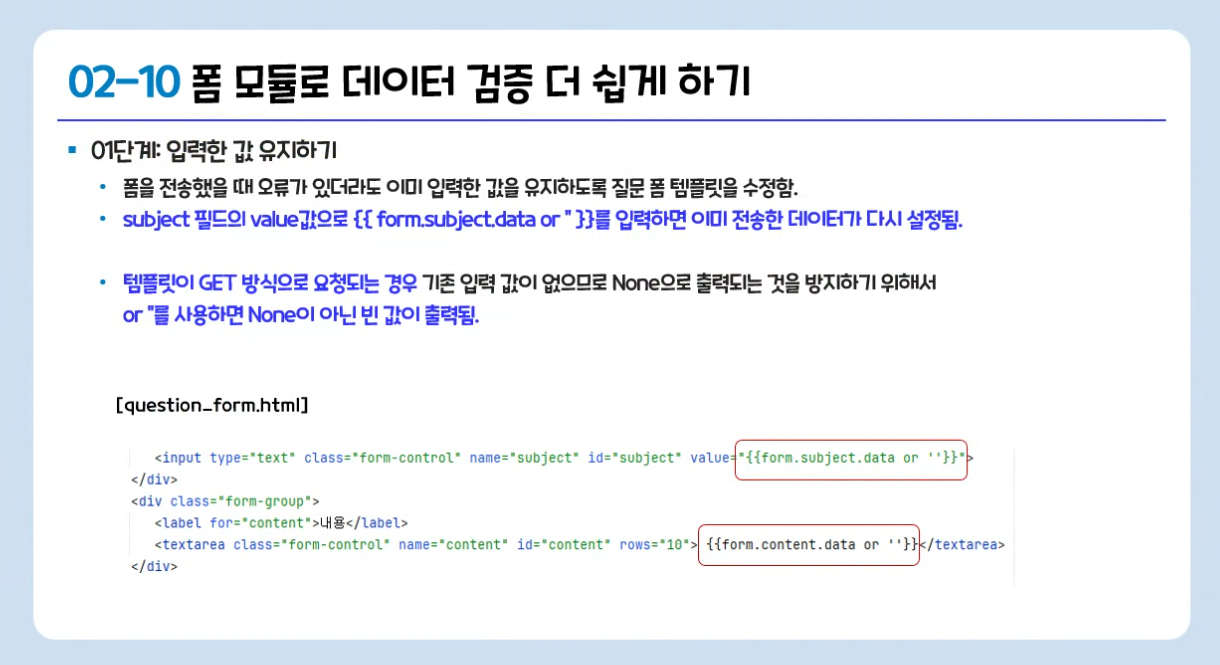 02-10 폼 모듈로 데이터 검증 더 쉽게 하기
01단계: 입력한 값 유지하기
폼을 전송했을 때 오류가 있더라도 이미 입력한 값을 유지하도록 질문 폼 템플릿을 수정함.
subject 필드의 value값으로 {{ form.subject.data or '' }}를 입력하면 이미 전송한 데이터가 다시 설정됨.
템플릿이 GET 방식으로 요청되는 경우 기존 입력 값이 없으므로 None으로 출력되는 것을 방지하기 위해서
or ''를 사용하면 None이 아닌 빈 값이 출력됨.
[question_form.html]
<input type="text" class="form-control" name="subject" id="subject" value="{{form.subject.data or ''}}">
</div>
<div class="form-group">
<label for="content">내용</label>
<textarea class="form-control" name="content" id="content" rows="10"> {{form.content.data or ''}}</textarea>
</div>